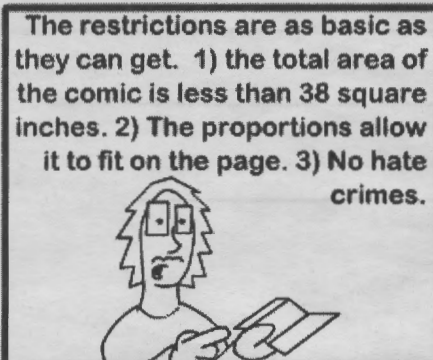 The restrictions are as basic as
they can get. 1) the total area of
the comic is less than 38 square
inches. 2) The proportions allow
it to fit on the page. 3) No hate
crimes.